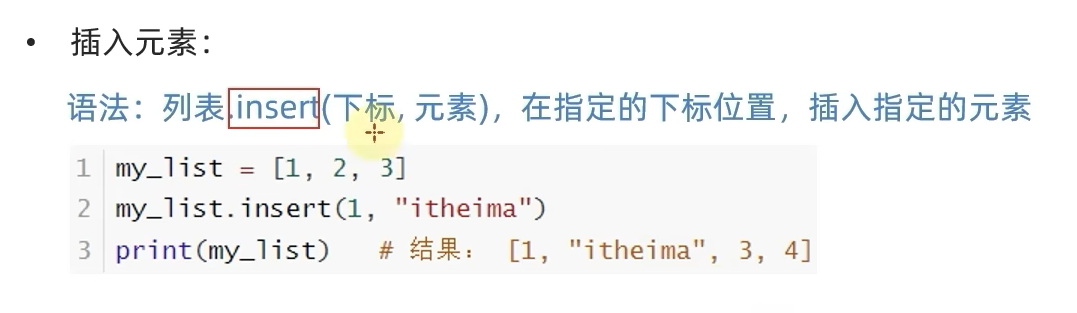 • 插入元素：
语法：列表.insert(下标, 元素)，在指定的下标位置，插入指定的元素
1 my_list = [1, 2, 3]
2 my_list.insert(1, "itheima")
3 print(my_list)   # 结果： [1, "itheima", 3, 4]